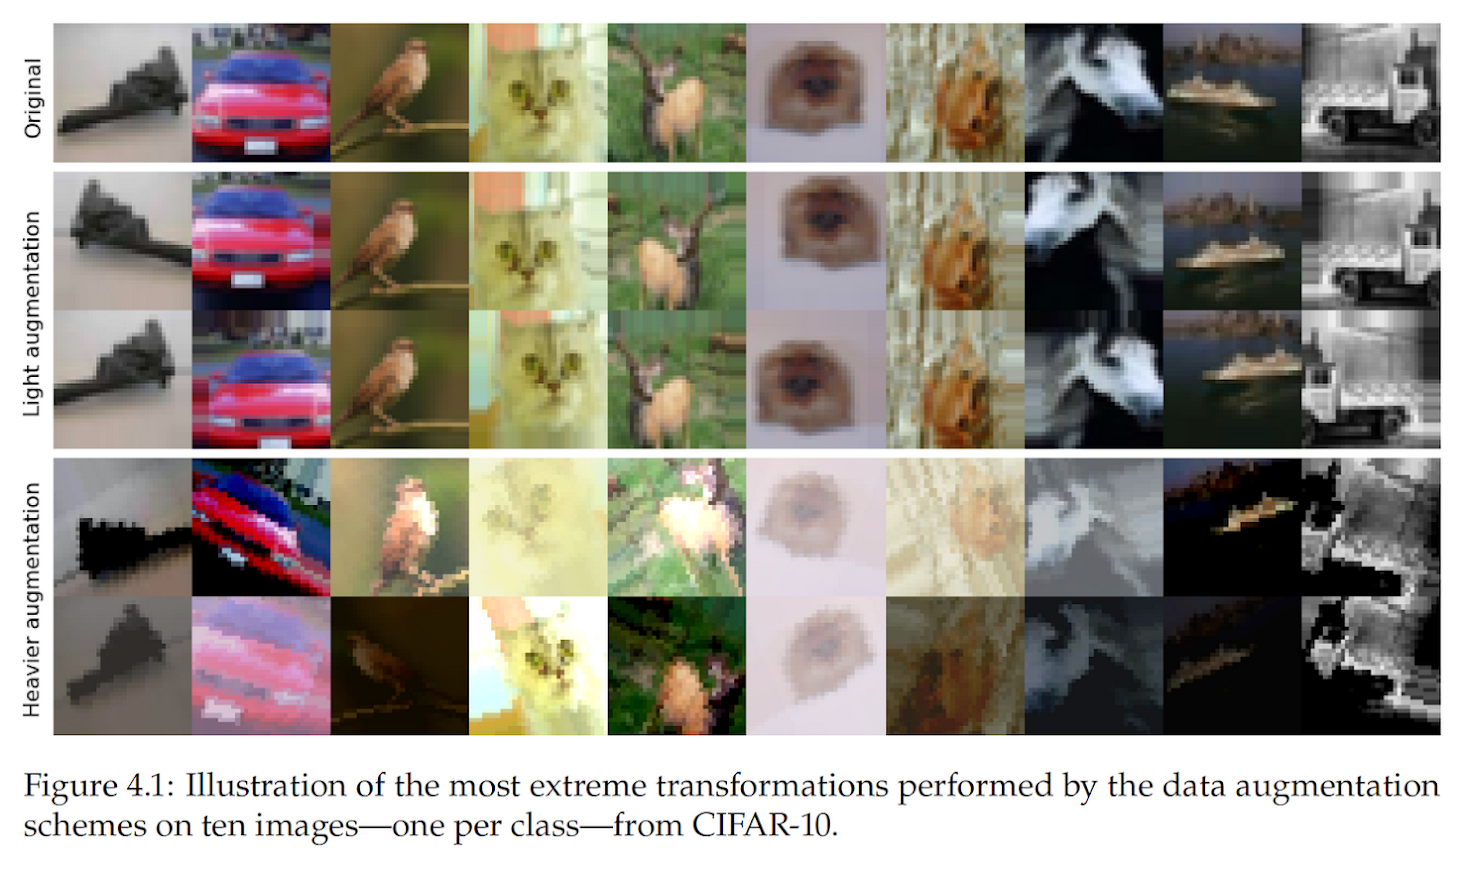 Original
Light augmentation
Heavier augmentation
Figure 4.1: Illustration of the most extreme transformations performed by the data augmentation
schemes on ten images—one per class—from CIFAR-10.